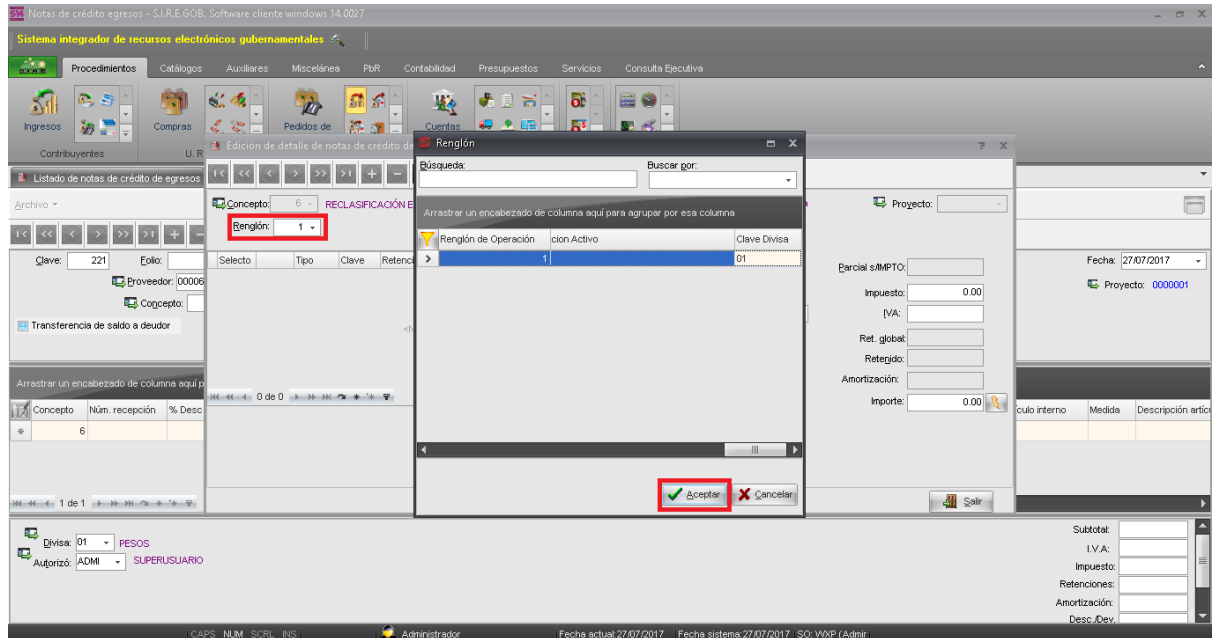 Notas de crédito egresos - S.I.R.E.GOB. Software cliente windows 14.0027
Sistema integrador de recursos electrónicos gubernamentales
Procedimientos Catálogos Auxiliares Miscelánea PbR Contabilidad Presupuestos Servicios Consulta Ejecutiva
Ingresos Compras Pedidos de Cuentas
Contribuyentes U. R
Edición de detalle de notas de crédito de
Renglón
Listado de notas de crédito de egresos
Búsqueda: Buscar por:
Archivo
Concepto: 6 RECLASIFICACIÓN E Proyecto:
Arrastrar un encabezado de columna aquí para agrupar por esa columna
Renglón: 1
Renglón de Operación cion Activo Clave Divisa
1 01
Clave: 221 Folio: Selecto Tipo Clave Retenci Fecha: 27/07/2017
Proveedor: 00006 Parcial s/IMPTO: Proyecto: 0000001
Concepto: Impuesto: 0.00
Transferencia de saldo a deudor IVA:
Ret. global:
Retenido:
Arrastrar un encabezado de columna aquí p Amortización:
0 de 0 Importe: 0.00
Concepto Núm. recepción % Desc culo interno Medida Descripción artíc
6
Aceptar Cancelar
1 de 1 Salir
Divisa: 01 PESOS
Autorizó: ADMI SUPERUSUARIO
Subtotal:
I.V.A:
Impuesto:
Retenciones:
Amortización:
Desc./Dev.
CAPS NUM SCRL INS Administrador Fecha actual:27/07/2017 Fecha sistema:27/07/2017 SO: WXP (Admir